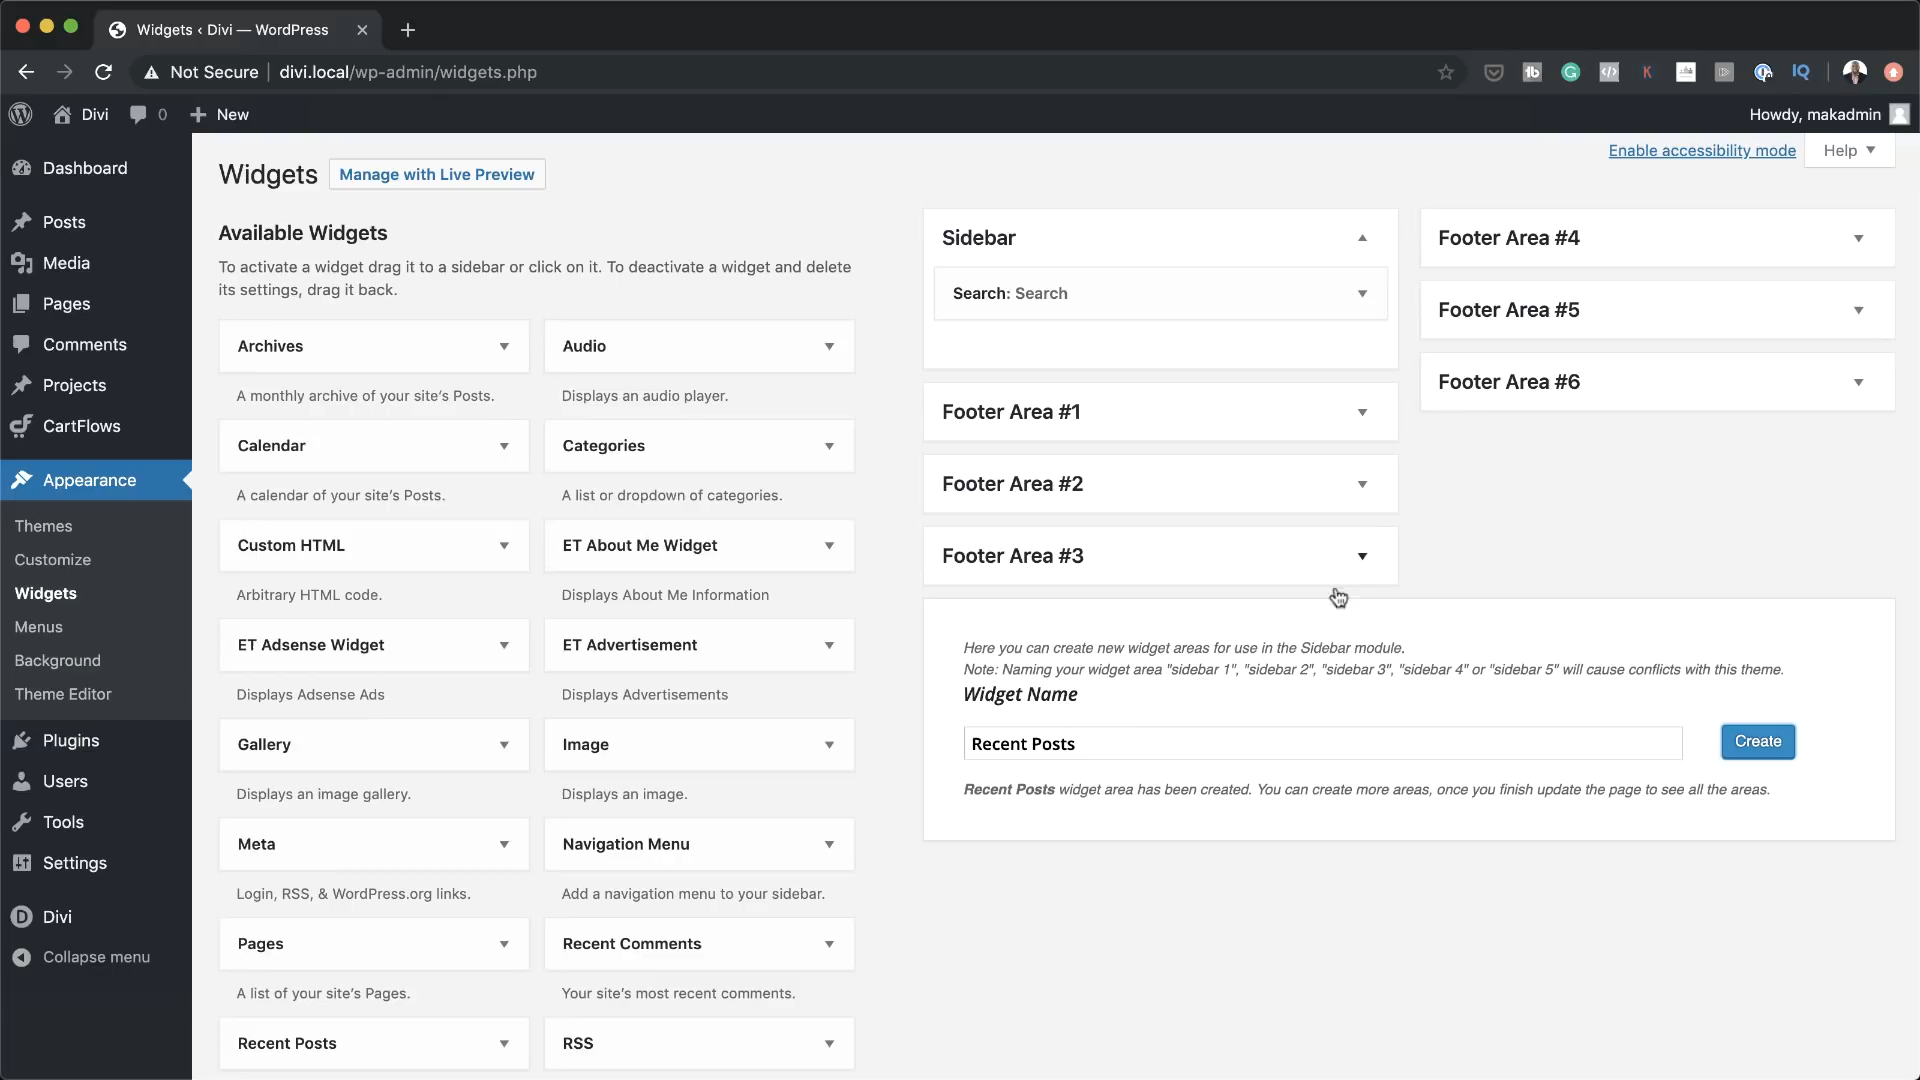 Widgets ‹ Divi — WordPress
Not Secure
divi.local/wp-admin/widgets.php
Divi
0
New
Howdy, makadmin
Dashboard
Posts
Media
Pages
Comments
Projects
CartFlows
Appearance
Themes
Customize
Widgets
Menus
Background
Theme Editor
Plugins
Users
Tools
Settings
Divi
Collapse menu
Widgets
Manage with Live Preview
Enable accessibility mode
Help
Available Widgets
To activate a widget drag it to a sidebar or click on it. To deactivate a widget and delete
its settings, drag it back.
Archives
A monthly archive of your site’s Posts.
Audio
Displays an audio player.
Calendar
A calendar of your site’s Posts.
Categories
A list or dropdown of categories.
Custom HTML
Arbitrary HTML code.
ET About Me Widget
Displays About Me Information
ET Adsense Widget
Displays Adsense Ads
ET Advertisement
Displays Advertisements
Gallery
Displays an image gallery.
Image
Displays an image.
Meta
Login, RSS, & WordPress.org links.
Navigation Menu
Add a navigation menu to your sidebar.
Pages
A list of your site’s Pages.
Recent Comments
Your site’s most recent comments.
Recent Posts
RSS
Sidebar
Search: Search
Footer Area #1
Footer Area #2
Footer Area #3
Footer Area #4
Footer Area #5
Footer Area #6
Here you can create new widget areas for use in the Sidebar module.
Note: Naming your widget area "sidebar 1", "sidebar 2", "sidebar 3", "sidebar 4" or "sidebar 5" will cause conflicts with this theme.
Widget Name
Recent Posts
Create
Recent Posts widget area has been created. You can create more areas, once you finish update the page to see all the areas.